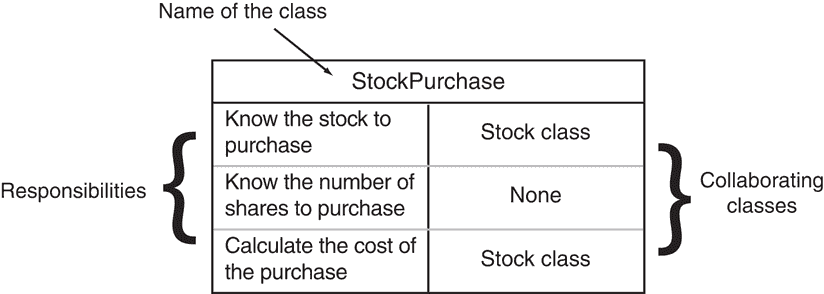 Name of the class
StockPurchase
Know the stock to
purchase
Stock class
Responsibilities
Know the number of
shares to purchase
None
Collaborating
classes
Calculate the cost of
the purchase
Stock class